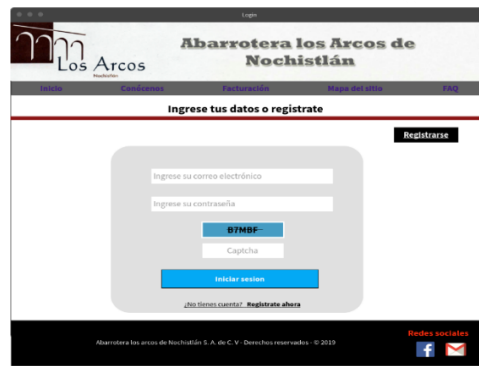 Login
Los Arcos
Nochistlán
Abarrotera los Arcos de
Nochistlán
Inicio Conócenos Facturación Mapa del sitio FAQ
Ingrese tus datos o registrate
Registrarse
Ingrese su correo electrónico
Ingrese su contraseña
B7MBF
Captcha
Iniciar sesion
¿No tienes cuenta? Registrate ahora
Redes sociales
Abarrotera los arcos de Nochistlán S. A. de C. V - Derechos reservados - © 2019